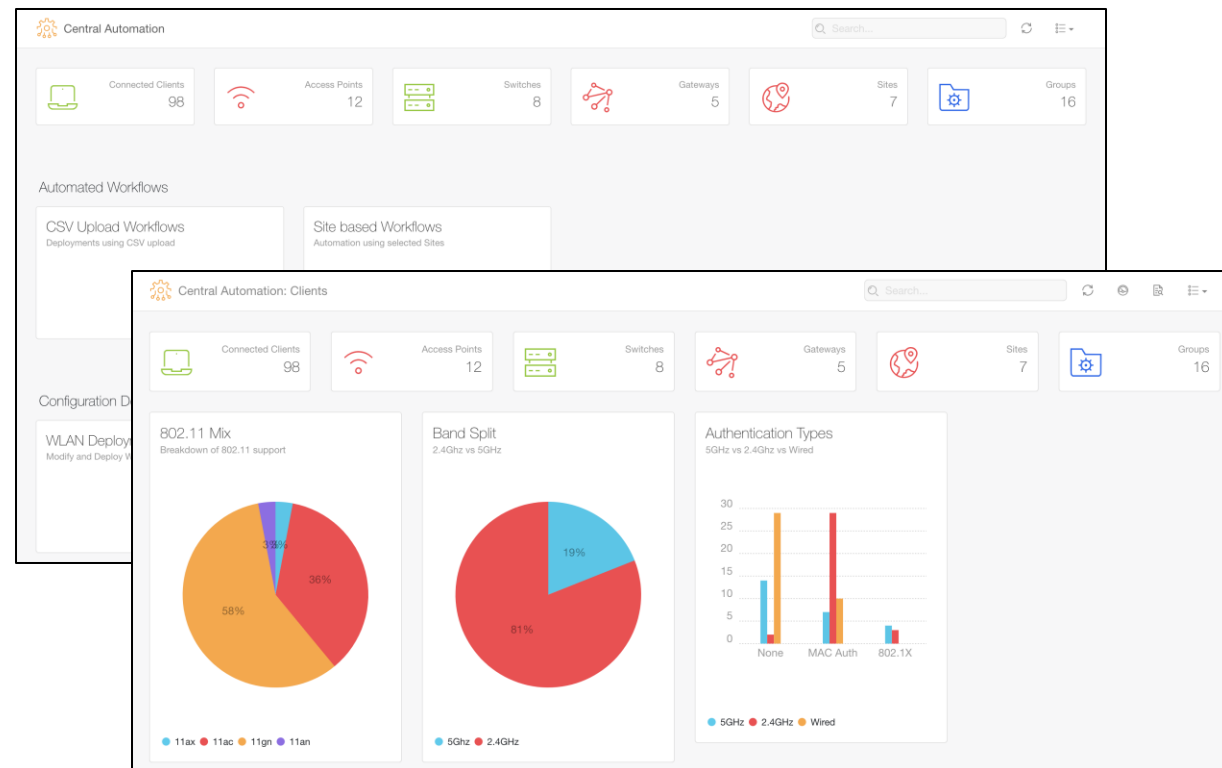 Central Automation
Search...
Connected Clients
98
Access Points
12
Switches
8
Gateways
5
Sites
7
Groups
16
Automated Workflows
CSV Upload Workflows
Deployments using CSV upload
Site based Workflows
Automation using selected Sites
Configuration
WLAN
Modify and Deploy
Central Automation: Clients
Search...
Connected Clients
98
Access Points
12
Switches
8
Gateways
5
Sites
7
Groups
16
802.11 Mix
Breakdown of 802.11 support
3%
36%
58%
11ax 11ac 11gn 11an
Band Split
2.4Ghz vs 5GHz
19%
81%
5Ghz 2.4GHz
Authentication Types
5GHz vs 2.4Ghz vs Wired
30
25
20
15
10
5
0
None MAC Auth 802.1X
5GHz 2.4GHz Wired